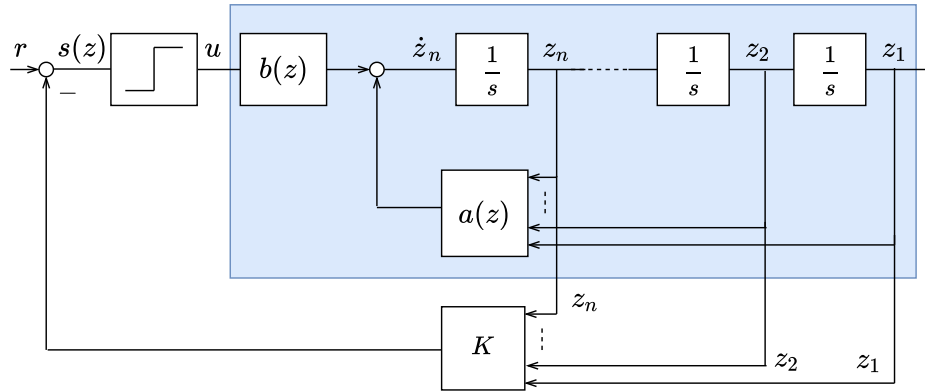 r s(z) u b(z) ż_n 1/s z_n 1/s z_2 1/s z_1
−
a(z)
z_n
K
z_2 z_1